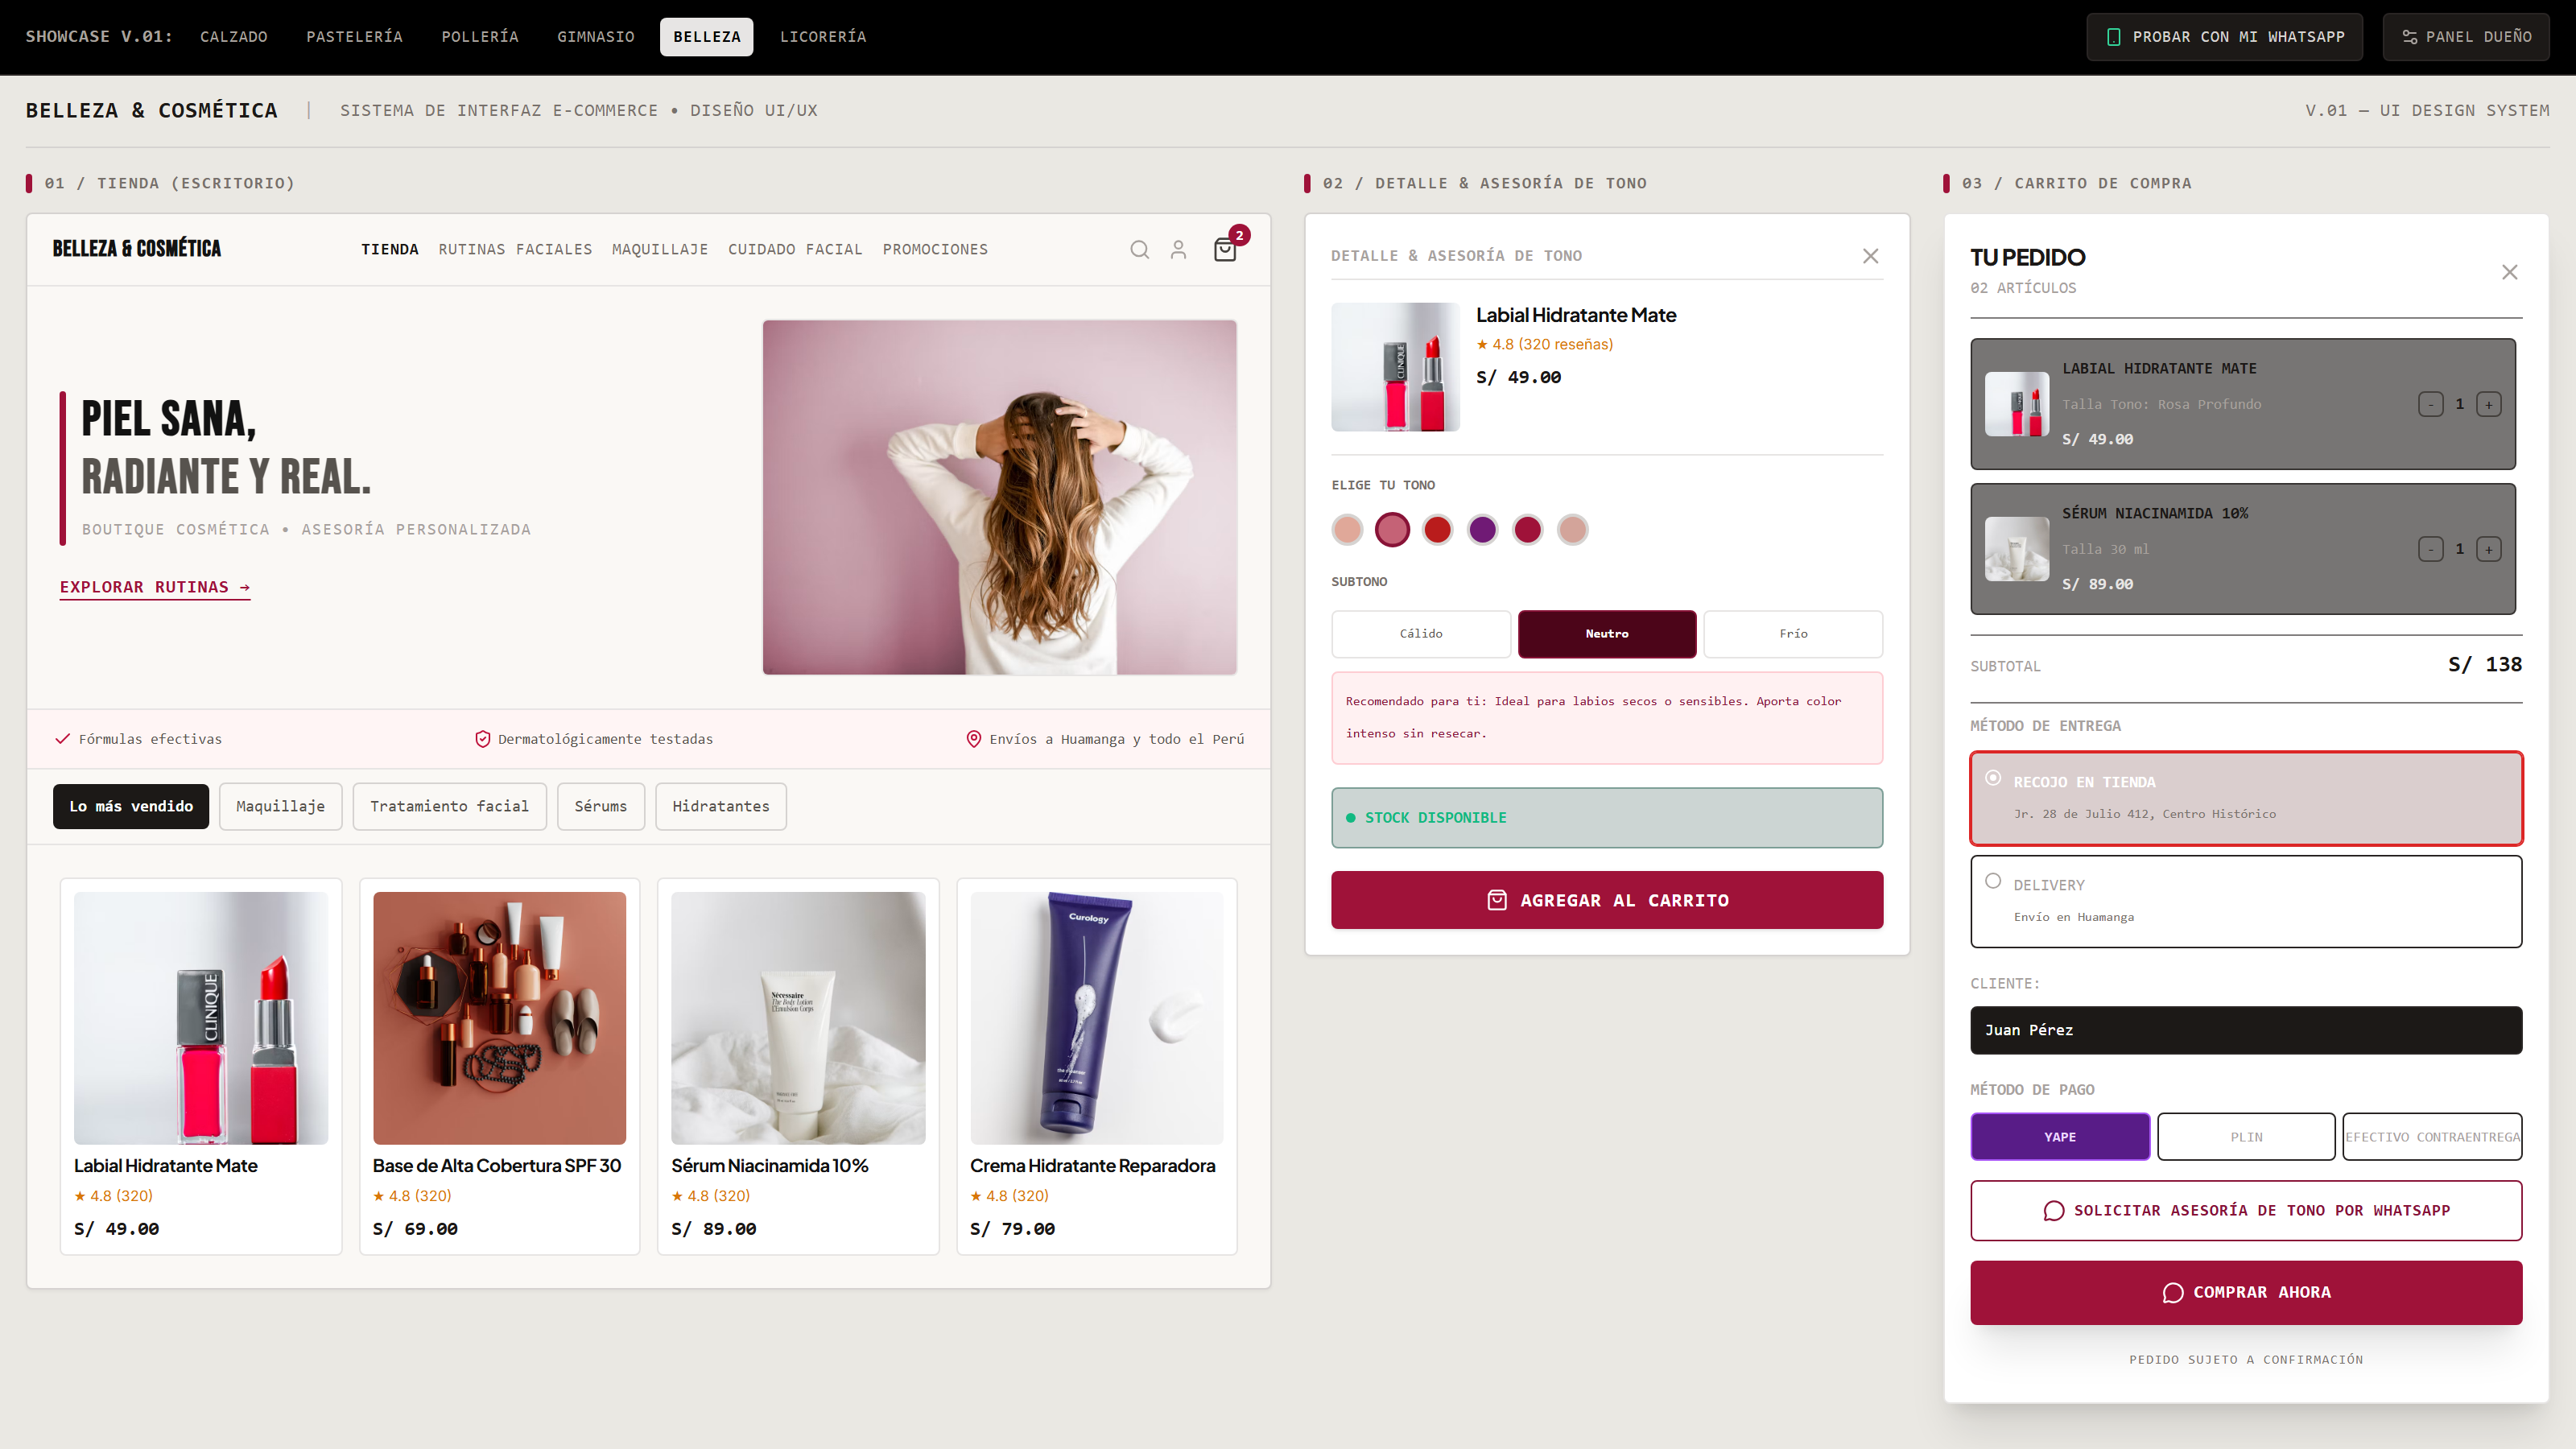 SHOWCASE V.01: CALZADO PASTELERÍA POLLERÍA GIMNASIO BELLEZA LICORERÍA PROBAR CON MI WHATSAPP PANEL DUEÑO
BELLEZA & COSMÉTICA | SISTEMA DE INTERFAZ E-COMMERCE • DISEÑO UI/UX V.01 — UI DESIGN SYSTEM
01 / TIENDA (ESCRITORIO)
BELLEZA & COSMÉTICA TIENDA RUTINAS FACIALES MAQUILLAJE CUIDADO FACIAL PROMOCIONES 2
PIEL SANA,
RADIANTE Y REAL.
BOUTIQUE COSMÉTICA • ASESORÍA PERSONALIZADA
EXPLORAR RUTINAS →
Fórmulas efectivas Dermatológicamente testadas Envíos a Huamanga y todo el Perú
Lo más vendido Maquillaje Tratamiento facial Sérums Hidratantes
CLINIQUE
Labial Hidratante Mate
★ 4.8 (320)
S/ 49.00
Base de Alta Cobertura SPF 30
★ 4.8 (320)
S/ 69.00
Nécessaire
The Body Lotion
Sérum Niacinamida 10%
★ 4.8 (320)
S/ 89.00
Curology
Crema Hidratante Reparadora
★ 4.8 (320)
S/ 79.00
02 / DETALLE & ASESORÍA DE TONO
DETALLE & ASESORÍA DE TONO
CLINIQUE
Labial Hidratante Mate
★ 4.8 (320 reseñas)
S/ 49.00
ELIGE TU TONO
SUBTONO
Cálido Neutro Frío
Recomendado para ti: Ideal para labios secos o sensibles. Aporta color
intenso sin resecar.
STOCK DISPONIBLE
AGREGAR AL CARRITO
03 / CARRITO DE COMPRA
TU PEDIDO
02 ARTÍCULOS
LABIAL HIDRATANTE MATE
Talla Tono: Rosa Profundo
- 1 +
S/ 49.00
SÉRUM NIACINAMIDA 10%
Talla 30 ml
- 1 +
S/ 89.00
SUBTOTAL S/ 138
MÉTODO DE ENTREGA
RECOJO EN TIENDA
Jr. 28 de Julio 412, Centro Histórico
DELIVERY
Envío en Huamanga
CLIENTE:
Juan Pérez
MÉTODO DE PAGO
YAPE PLIN EFECTIVO CONTRAENTREGA
SOLICITAR ASESORÍA DE TONO POR WHATSAPP
COMPRAR AHORA
PEDIDO SUJETO A CONFIRMACIÓN